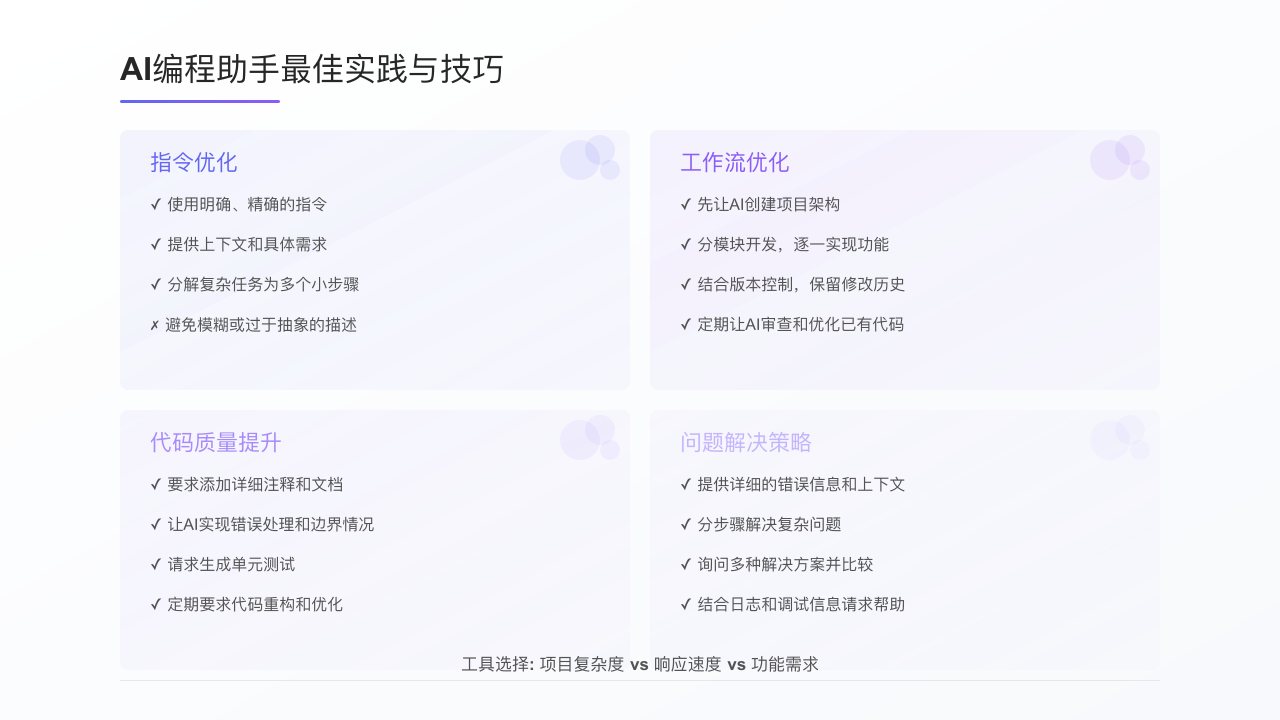 AI编程助手最佳实践与技巧
指令优化
✓ 使用明确、精确的指令
✓ 提供上下文和具体需求
✓ 分解复杂任务为多个小步骤
✗ 避免模糊或过于抽象的描述
工作流优化
✓ 先让AI创建项目架构
✓ 分模块开发，逐一实现功能
✓ 结合版本控制，保留修改历史
✓ 定期让AI审查和优化已有代码
代码质量提升
✓ 要求添加详细注释和文档
✓ 让AI实现错误处理和边界情况
✓ 请求生成单元测试
✓ 定期要求代码重构和优化
问题解决策略
✓ 提供详细的错误信息和上下文
✓ 分步骤解决复杂问题
✓ 询问多种解决方案并比较
✓ 结合日志和调试信息请求帮助
工具选择: 项目复杂度 vs 响应速度 vs 功能需求